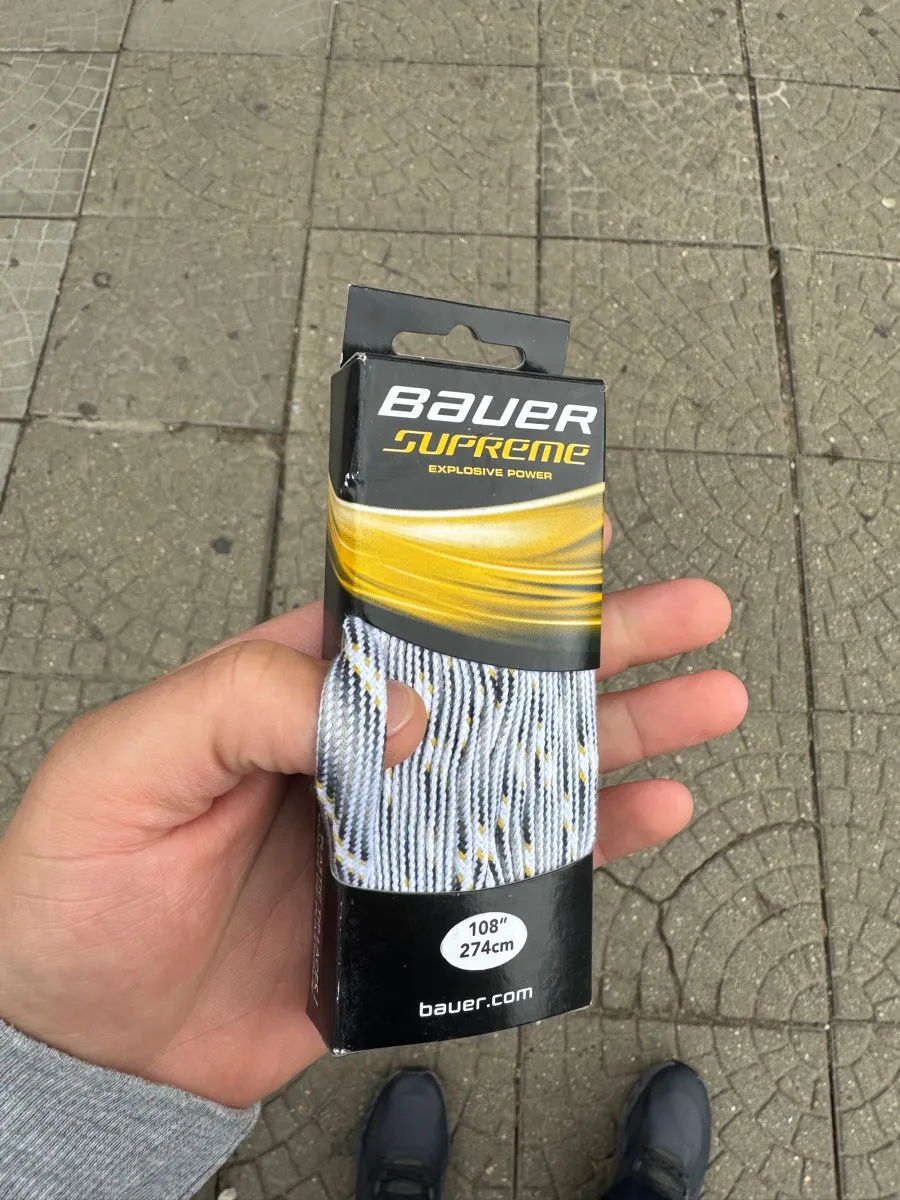 BAUER
SUPREME
EXPLOSIVE POWER
108"
274cm
bauer.com